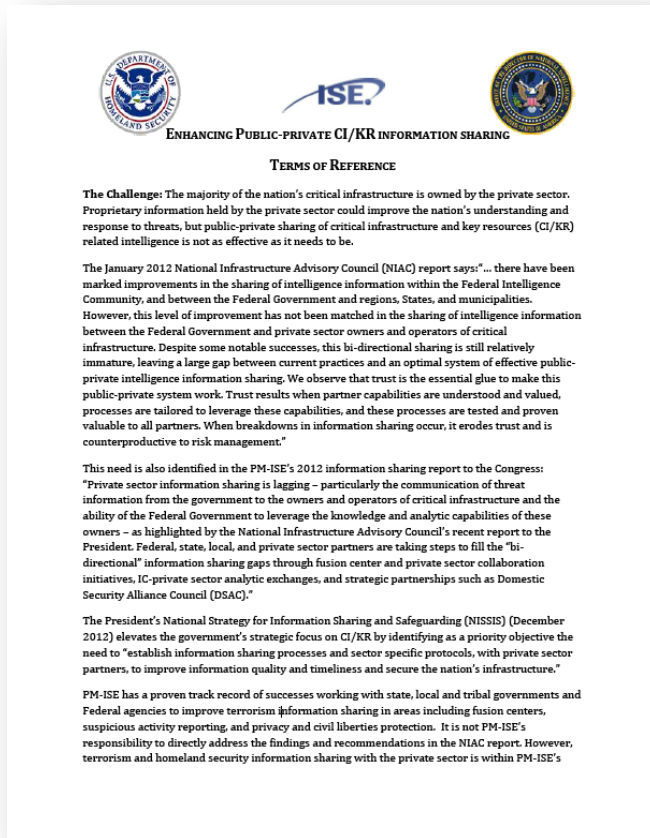 U.S. DEPARTMENT OF
HOMELAND SECURITY
ISE
ENHANCING PUBLIC-PRIVATE CI/KR INFORMATION SHARING
TERMS OF REFERENCE
The Challenge: The majority of the nation's critical infrastructure is owned by the private sector.
Proprietary information held by the private sector could improve the nation's understanding and
response to threats, but public-private sharing of critical infrastructure and key resources (CI/KR)
related intelligence is not as effective as it needs to be.
The January 2012 National Infrastructure Advisory Council (NIAC) report says:"... there have been
marked improvements in the sharing of intelligence information within the Federal Intelligence
Community, and between the Federal Government and regions, States, and municipalities.
However, this level of improvement has not been matched in the sharing of intelligence information
between the Federal Government and private sector owners and operators of critical
infrastructure. Despite some notable successes, this bi-directional sharing is still relatively
immature, leaving a large gap between current practices and an optimal system of effective public-
private intelligence information sharing. We observe that trust is the essential glue to make this
public-private system work. Trust results when partner capabilities are understood and valued,
processes are tailored to leverage these capabilities, and these processes are tested and proven
valuable to all partners. When breakdowns in information sharing occur, it erodes trust and is
counterproductive to risk management."
This need is also identified in the PM-ISE's 2012 information sharing report to the Congress:
"Private sector information sharing is lagging – particularly the communication of threat
information from the government to the owners and operators of critical infrastructure and the
ability of the Federal Government to leverage the knowledge and analytic capabilities of these
owners – as highlighted by the National Infrastructure Advisory Council's recent report to the
President. Federal, state, local, and private sector partners are taking steps to fill the "bi-
directional" information sharing gaps through fusion center and private sector collaboration
initiatives, IC-private sector analytic exchanges, and strategic partnerships such as Domestic
Security Alliance Council (DSAC)."
The President's National Strategy for Information Sharing and Safeguarding (NISSIS) (December
2012) elevates the government's strategic focus on CI/KR by identifying as a priority objective the
need to "establish information sharing processes and sector specific protocols, with private sector
partners, to improve information quality and timeliness and secure the nation's infrastructure."
PM-ISE has a proven track record of successes working with state, local and tribal governments and
Federal agencies to improve terrorism information sharing in areas including fusion centers,
suspicious activity reporting, and privacy and civil liberties protection. It is not PM-ISE's
responsibility to directly address the findings and recommendations in the NIAC report. However,
terrorism and homeland security information sharing with the private sector is within PM-ISE's